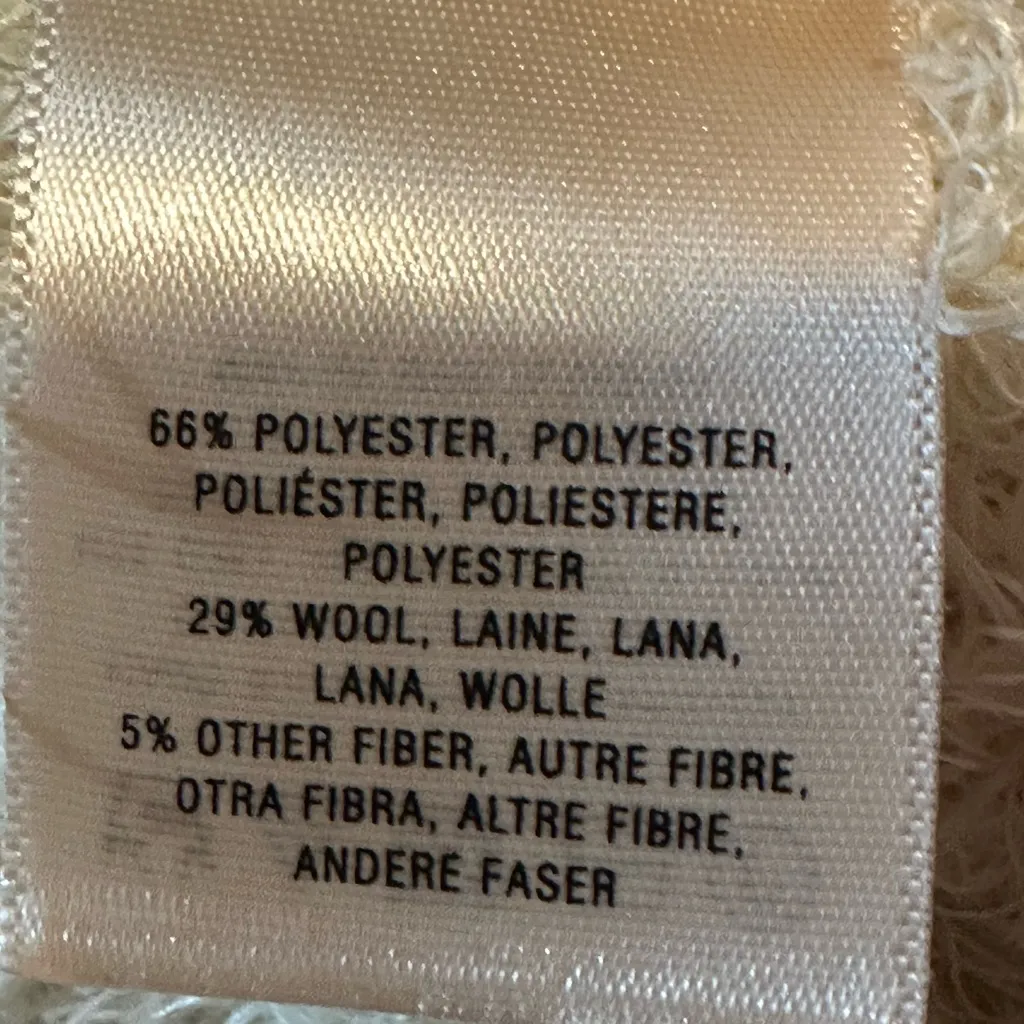 66% POLYESTER, POLYESTER,
POLIÉSTER, POLIESTERE,
POLYESTER
29% WOOL, LAINE, LANA,
LANA, WOLLE
5% OTHER FIBER, AUTRE FIBRE,
OTRA FIBRA, ALTRE FIBRE,
ANDERE FASER